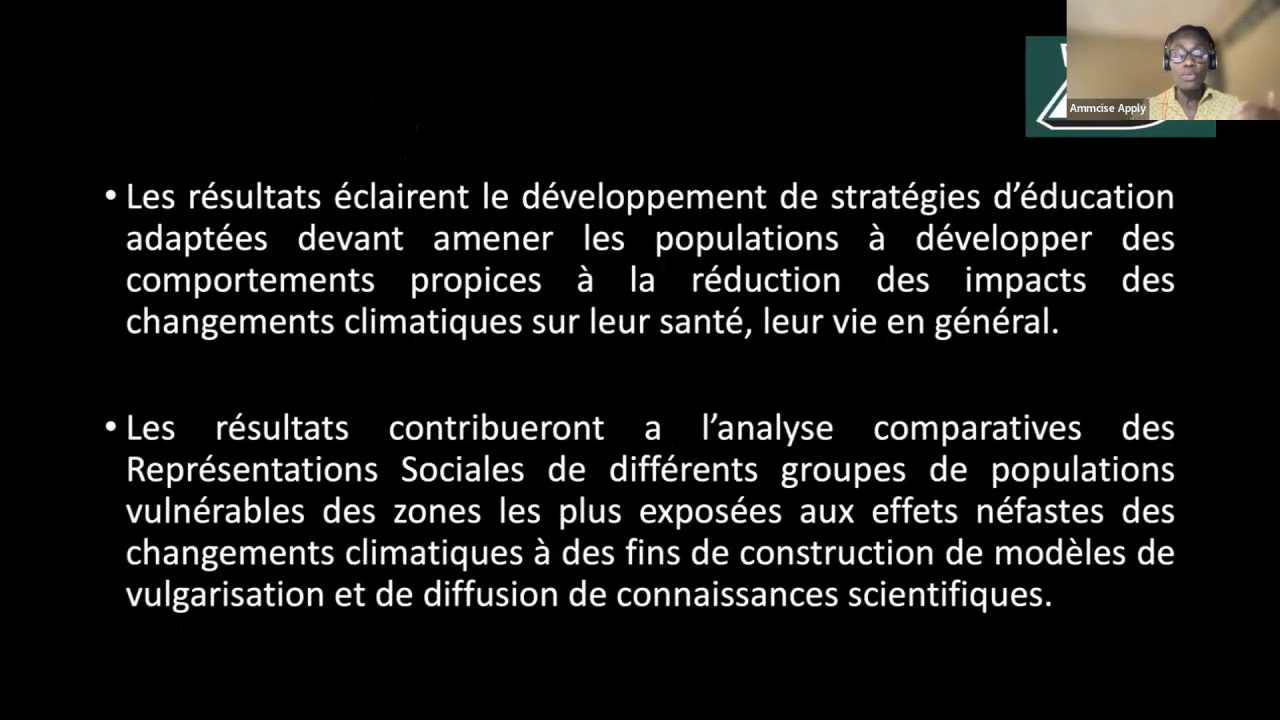 Ammcise Apply
• Les résultats éclairent le développement de stratégies d’éducation
adaptées devant amener les populations à développer des
comportements propices à la réduction des impacts des
changements climatiques sur leur santé, leur vie en général.
• Les résultats contribueront a l’analyse comparatives des
Représentations Sociales de différents groupes de populations
vulnérables des zones les plus exposées aux effets néfastes des
changements climatiques à des fins de construction de modèles de
vulgarisation et de diffusion de connaissances scientifiques.